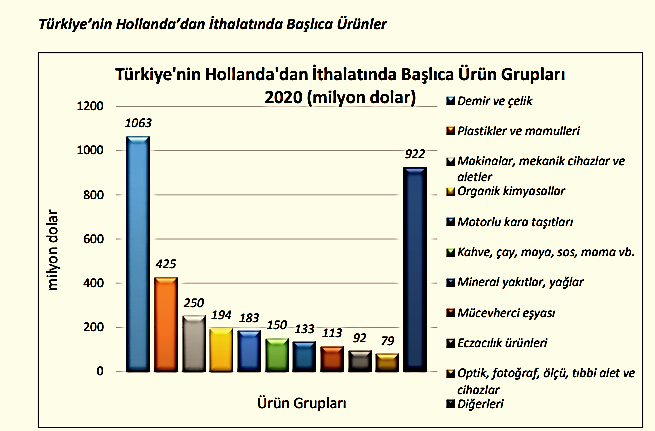 Türkiye’nin Hollanda’dan İthalatında Başlıca Ürünler
Türkiye'nin Hollanda'dan İthalatında Başlıca Ürün Grupları
2020 (milyon dolar)
1200
1000
800
600
400
200
0
milyon dolar
1063
425
250
194
183
150
133
113
92
79
922
Ürün Grupları
Demir ve çelik
Plastikler ve mamulleri
Makinalar, mekanik cihazlar ve
aletler
Organik kimyasallar
Motorlu kara taşıtları
Kahve, çay, maya, sos, mama vb.
Mineral yakıtlar, yağlar
Mücevherci eşyası
Eczacılık ürünleri
Optik, fotoğraf, ölçü, tıbbi alet ve
cihazlar
Diğerleri